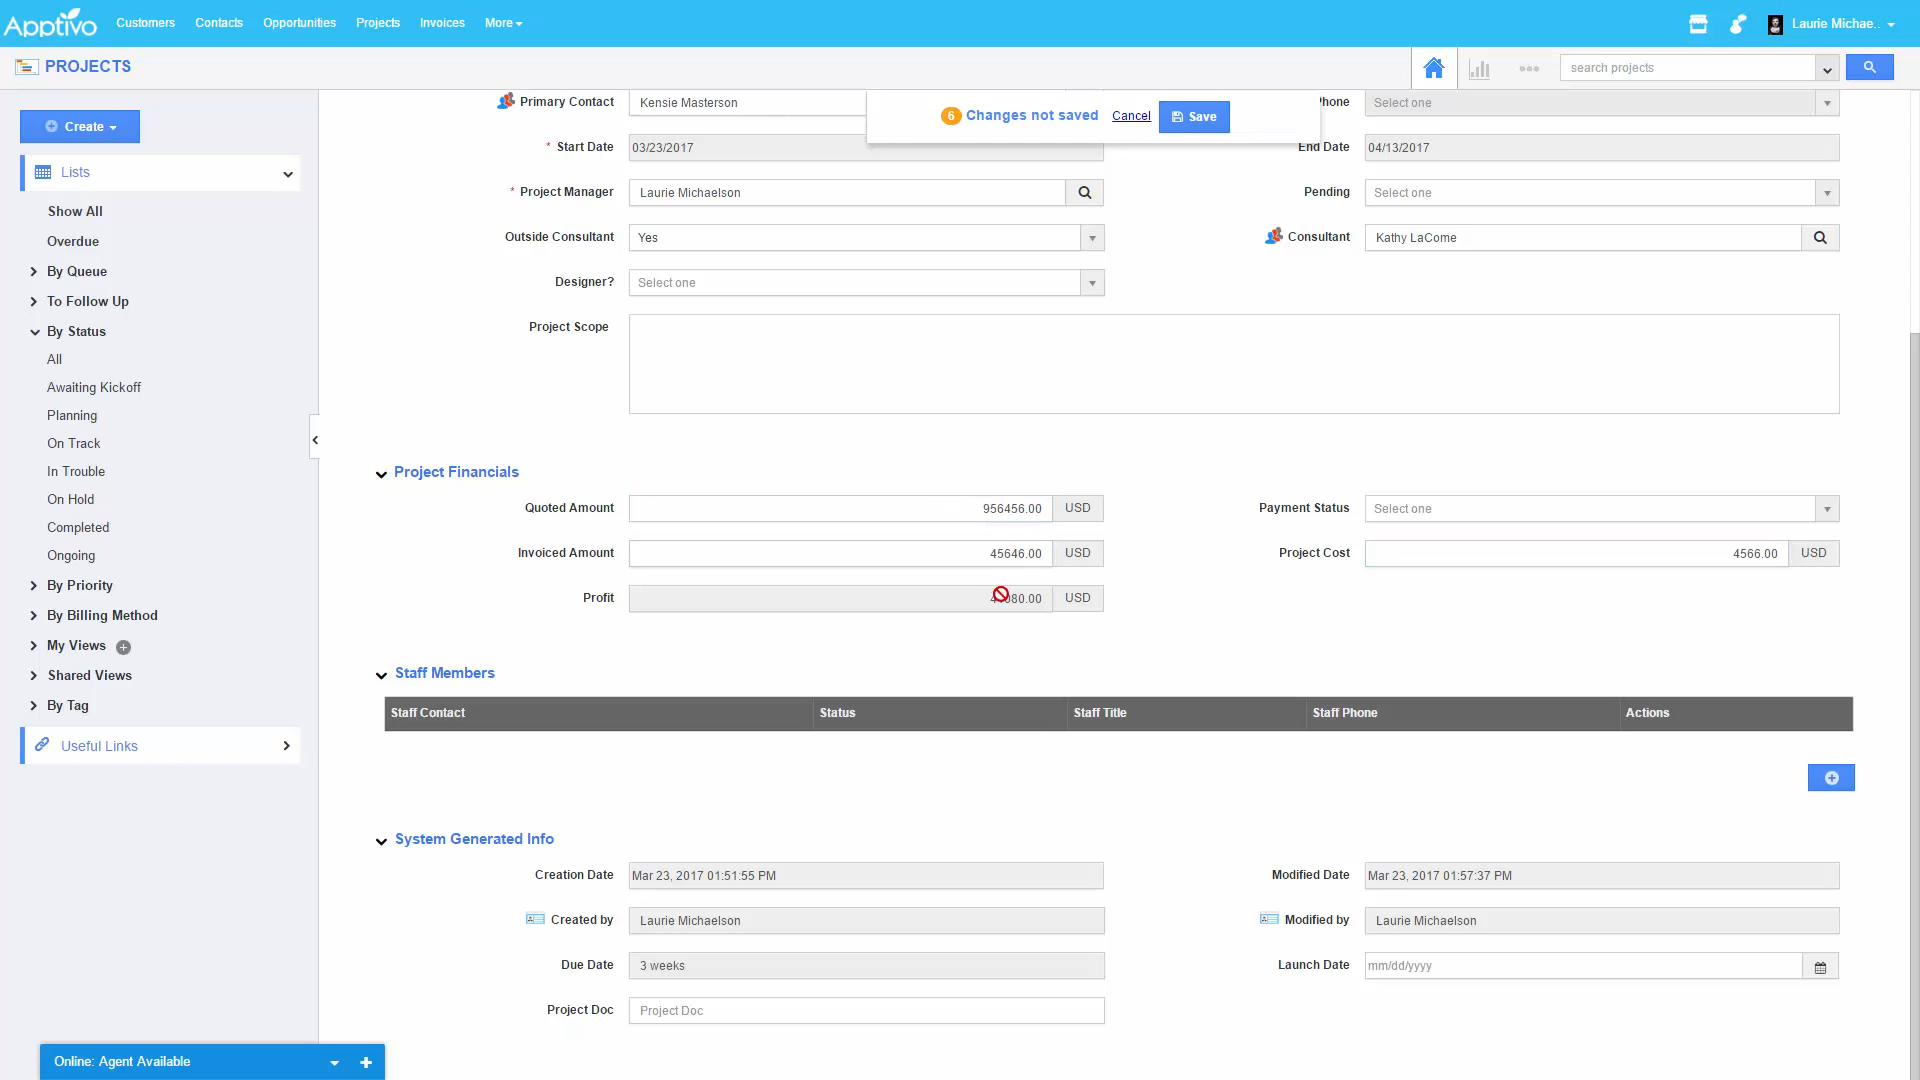 Apptivo Customers Contacts Opportunities Projects Invoices More Laurie Michae..
PROJECTS search projects
Create
Lists
Show All
Overdue
By Queue
To Follow Up
By Status
All
Awaiting Kickoff
Planning
On Track
In Trouble
On Hold
Completed
Ongoing
By Priority
By Billing Method
My Views
Shared Views
By Tag
Useful Links
Online: Agent Available
6 Changes not saved Cancel Save
Primary Contact Kensie Masterson Select one
* Start Date 03/23/2017 End Date 04/13/2017
* Project Manager Laurie Michaelson Pending Select one
Outside Consultant Yes Consultant Kathy LaCome
Designer? Select one
Project Scope
Project Financials
Quoted Amount 956456.00 USD Payment Status Select one
Invoiced Amount 45646.00 USD Project Cost 4566.00 USD
Profit USD
Staff Members
Staff Contact Status Staff Title Staff Phone Actions
System Generated Info
Creation Date Mar 23, 2017 01:51:55 PM Modified Date Mar 23, 2017 01:57:37 PM
Created by Laurie Michaelson Modified by Laurie Michaelson
Due Date 3 weeks Launch Date mm/dd/yyyy
Project Doc Project Doc